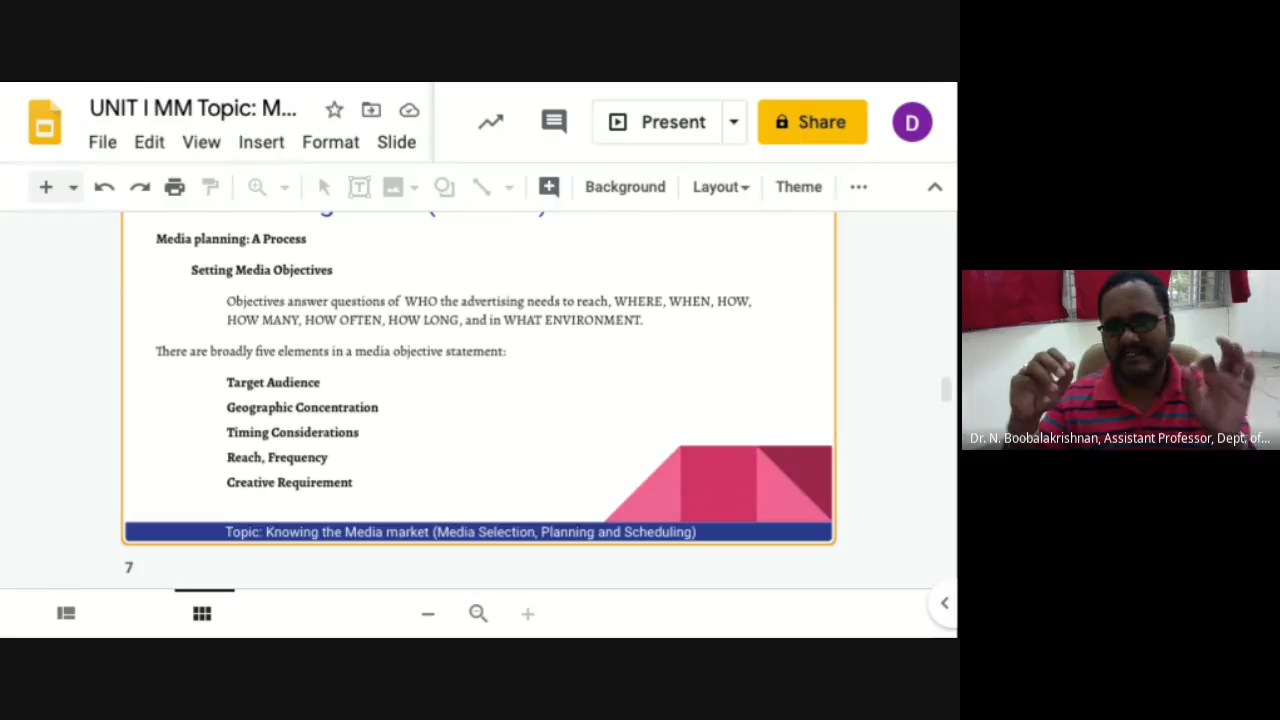 UNIT I MM Topic: M...
File Edit View Insert Format Slide
Present
Share
D
Background Layout Theme
Media planning: A Process
Setting Media Objectives
Objectives answer questions of WHO the advertising needs to reach, WHERE, WHEN, HOW,
HOW MANY, HOW OFTEN, HOW LONG, and in WHAT ENVIRONMENT.
There are broadly five elements in a media objective statement:
Target Audience
Geographic Concentration
Timing Considerations
Reach, Frequency
Creative Requirement
Topic: Knowing the Media market (Media Selection, Planning and Scheduling)
7
Dr. N. Boobalakrishnan, Assistant Professor, Dept. of...